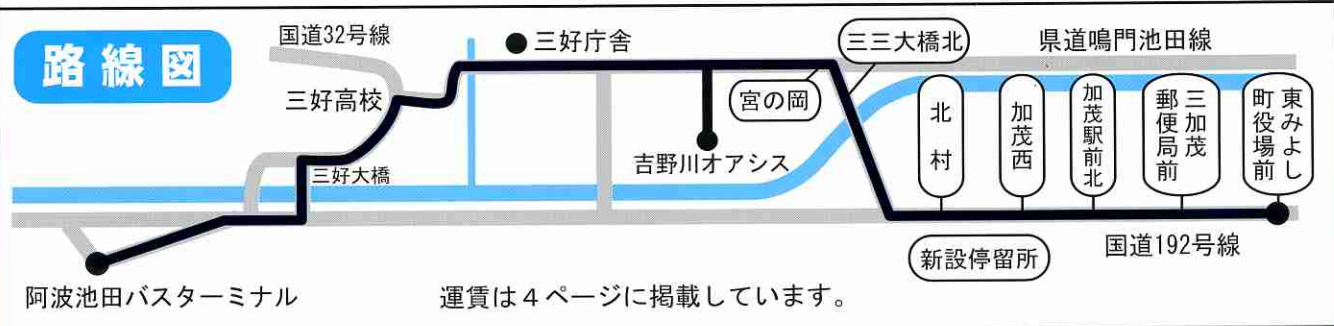 路線図
国道32号線
三好庁舎
三三大橋北
県道鳴門池田線
三好高校
宮の岡
吉野川オアシス
三好大橋
北村
加茂西
加茂駅前北
三加茂
郵便局前
東みよし
町役場前
新設停留所
国道192号線
阿波池田バスターミナル
運賃は4ページに掲載しています。